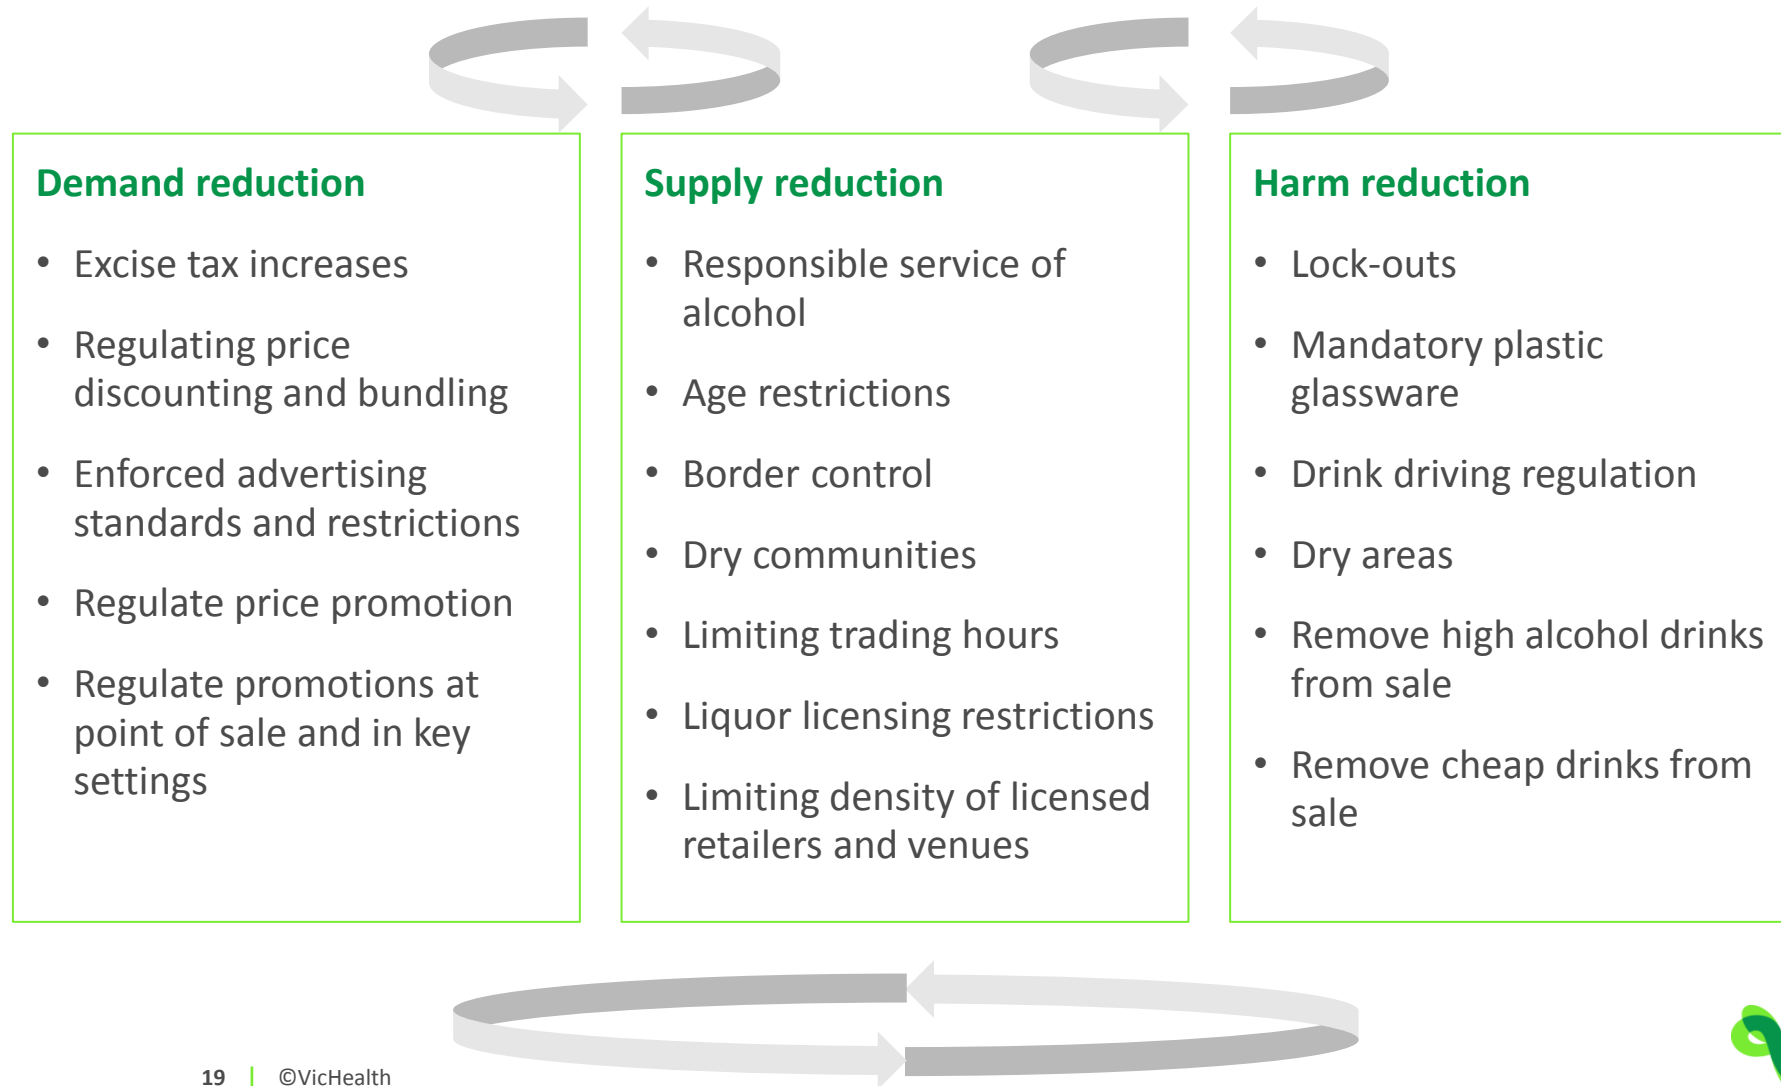 Demand reduction
• Excise tax increases
• Regulating price
discounting and bundling
• Enforced advertising
standards and restrictions
• Regulate price promotion
• Regulate promotions at
point of sale and in key
settings
Supply reduction
• Responsible service of
alcohol
• Age restrictions
• Border control
• Dry communities
• Limiting trading hours
• Liquor licensing restrictions
• Limiting density of licensed
retailers and venues
Harm reduction
• Lock-outs
• Mandatory plastic
glassware
• Drink driving regulation
• Dry areas
• Remove high alcohol drinks
from sale
• Remove cheap drinks from
sale
19 | ©VicHealth